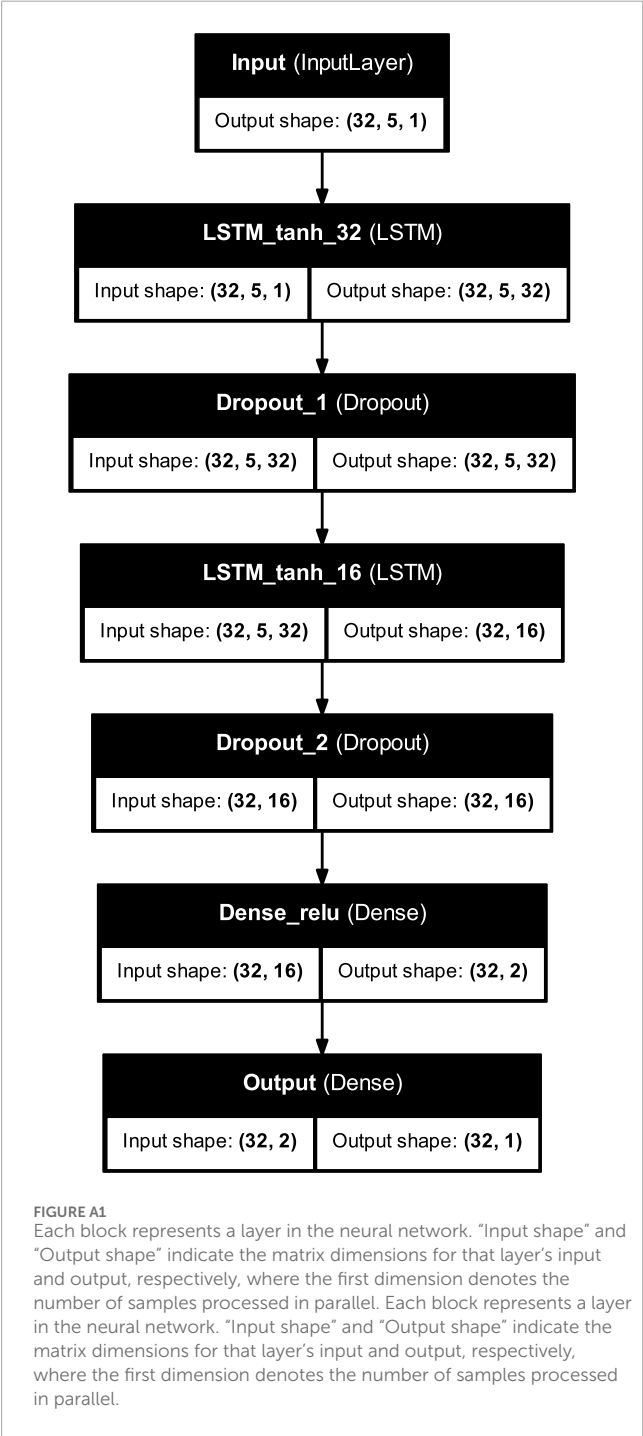 Input (InputLayer)
Output shape: (32, 5, 1)
LSTM_tanh_32 (LSTM)
Input shape: (32, 5, 1) Output shape: (32, 5, 32)
Dropout_1 (Dropout)
Input shape: (32, 5, 32) Output shape: (32, 5, 32)
LSTM_tanh_16 (LSTM)
Input shape: (32, 5, 32) Output shape: (32, 16)
Dropout_2 (Dropout)
Input shape: (32, 16) Output shape: (32, 16)
Dense_relu (Dense)
Input shape: (32, 16) Output shape: (32, 2)
Output (Dense)
Input shape: (32, 2) Output shape: (32, 1)
FIGURE A1
Each block represents a layer in the neural network. “Input shape” and
“Output shape” indicate the matrix dimensions for that layer’s input
and output, respectively, where the first dimension denotes the
number of samples processed in parallel. Each block represents a layer
in the neural network. “Input shape” and “Output shape” indicate the
matrix dimensions for that layer’s input and output, respectively,
where the first dimension denotes the number of samples processed
in parallel.